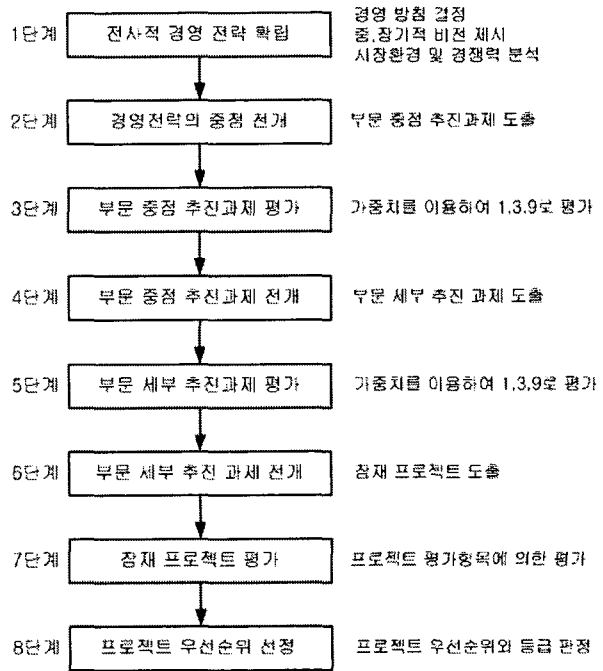 경영 방침 결정
1단계 전사적 경영 전략 확립 중,장기적 비전 제시
시장환경 및 경쟁력 분석
2단계 경영전략의 중점 전개 부문 중점 추진과제 도출
3단계 부문 중점 추진과제 평가 가중치를 이용하여 1,3,9로 평가
4단계 부문 중점 추진과제 전개 부문 세부 추진 과제 도출
5단계 부문 세부 추진과제 평가 가중치를 이용하여 1,3,9로 평가
6단계 부문 세부 추진 과제 전개 잠재 프로젝트 도출
7단계 잠재 프로젝트 평가 프로젝트 평가항목에 의한 평가
8단계 프로젝트 우선순위 선정 프로젝트 우선순위와 등급 판정